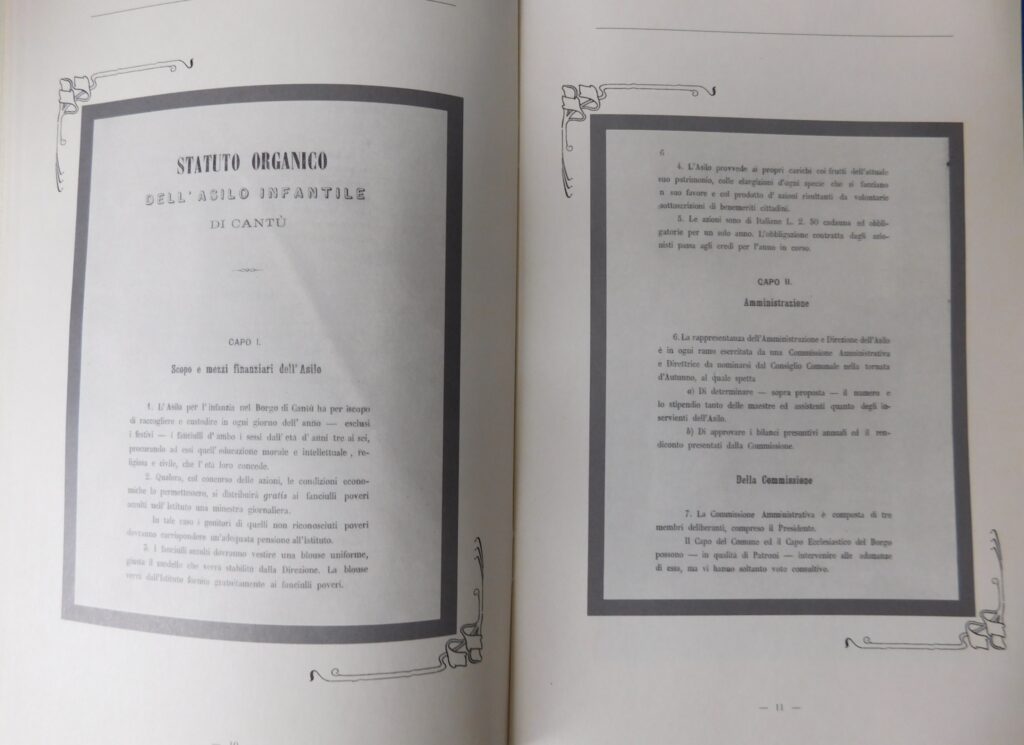 STATUTO ORGANICO
DELL'ASILO INFANTILE
DI CANTÙ
CAPO I.
Scopo e mezzi finanziari dell'Asilo
1. L'Asilo per l'infanzia nel Borgo di Cantù ha per iscopo
di raccogliere e custodire in ogni giorno dell'anno — esclusi
i festivi — i fanciulli d'ambo i sessi dall'età d'anni tre ai sei,
procurando ad essi quell'educazione morale e intellettuale, re-
ligiosa e civile, che l'età loro concede.
2. Qualora, col concorso delle azioni, le condizioni econo-
miche lo permettessero, si distribuirà gratis ai fanciulli poveri
accolti nell'Istituto una minestra giornaliera.
In tale caso i genitori di quelli non riconosciuti poveri
dovranno corrispondere un'adeguata pensione all'Istituto.
3. I fanciulli accolti dovranno vestire una blouse uniforme,
giusta il modello che verrà stabilito dalla Direzione. La blouse
verrà dall'Istituto fornita gratuitamente ai fanciulli poveri.
— 10
6
4. L'Asilo provvede ai propri carichi coi frutti dell'attuale
suo patrimonio, colle elargizioni d'ogni specie che si facciano
n suo favore e col prodotto d'azioni risultanti da volontarie
sottoscrizioni di benemeriti cittadini.
5. Le azioni sono di Italiane L. 2. 50 cadauna ed obbli-
gatorie per un solo anno. L'obbligazione contratta dagli azio-
nisti passa agli eredi per l'anno in corso.
CAPO II.
Amministrazione
6. La rappresentanza dell'Amministrazione e Direzione dell'Asilo
è in ogni ramo esercitata da una Commissione Amministrativa
e Direttrice da nominarsi dal Consiglio Comunale nella tornata
d'Autunno, al quale spetta
a) Di determinare — sopra proposta — il numero e
lo stipendio tanto delle maestre ed assistenti quanto degli in-
servienti dell'Asilo.
b) Di approvare i bilanci presuntivi annuali ed il ren-
diconto presentati dalla Commissione.
Della Commissione
7. La Commissione Amministrativa è composta di tre
membri deliberanti, compreso il Presidente.
Il Capo del Comune ed il Capo Ecclesiastico del Borgo
possono — in qualità di Patroni — intervenire alle adunanze
di essa, ma vi hanno soltanto voto consultivo.
— 11 —